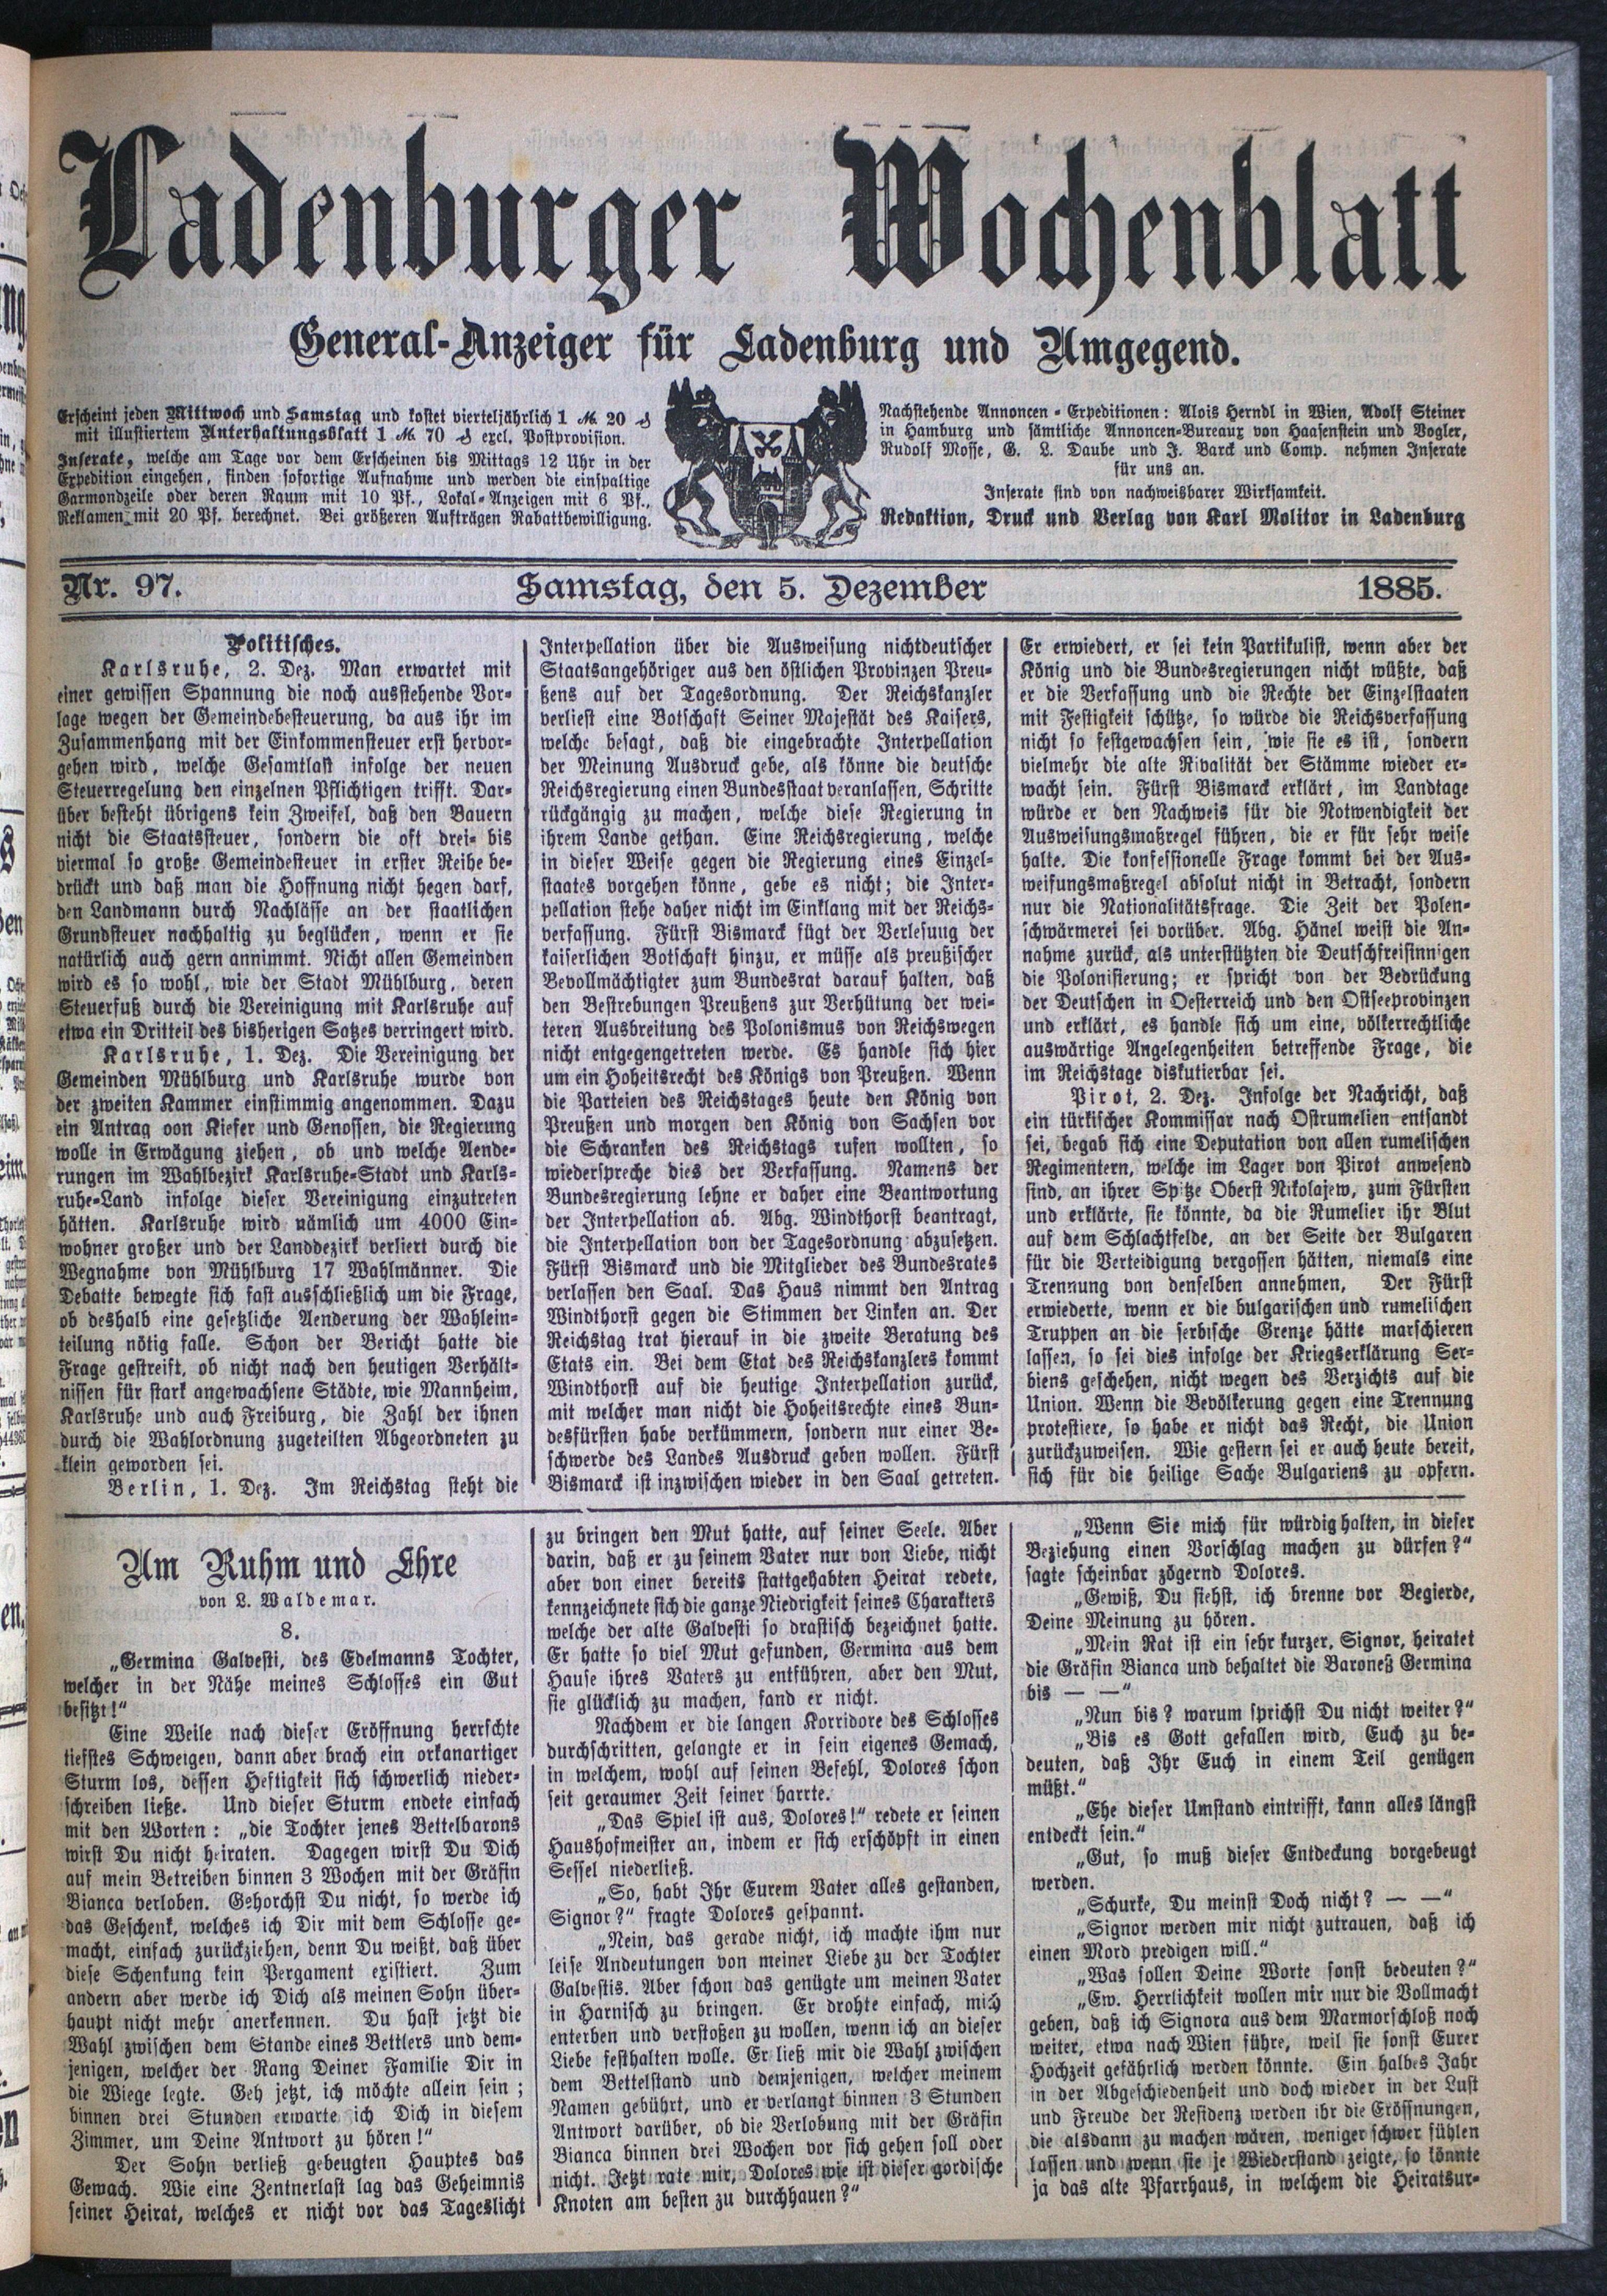 Ladenburger Wochenblatt
General-Anzeiger für Ladenburg und Umgegend.
Erscheint jeden Mittwoch und Samstag und kostet vierteljährlich 1 ℳ 20 ₰
mit illustiertem Unterhaltungsblatt 1 ℳ 70 ₰ excl. Postprovision.
Inserate, welche am Tage vor dem Erscheinen bis Mittags 12 Uhr in der
Expedition eingehen, finden sofortige Aufnahme und werden die einspaltige
Garmondzeile oder deren Raum mit 10 Pf., Lokal-Anzeigen mit 6 Pf.,
Reklamen mit 20 Pf. berechnet. Bei größeren Aufträgen Rabattbewilligung.
Nachstehende Annoncen-Expeditionen: Alois Herndl in Wien, Adolf Steiner
in Hamburg und sämtliche Annoncen-Bureaux von Haasenstein und Vogler,
Rudolf Mosse, G. L. Daube und J. Barck und Comp. nehmen Inserate
für uns an.
Inserate sind von nachweisbarer Wirksamkeit.
Redaktion, Druck und Verlag von Karl Molitor in Ladenburg
Nr. 97. Samstag, den 5. Dezember 1885.
Politisches.
Karlsruhe, 2. Dez. Man erwartet mit
einer gewissen Spannung die noch ausstehende Vor-
lage wegen der Gemeindebesteuerung, da aus ihr im
Zusammenhang mit der Einkommensteuer erst hervor-
gehen wird, welche Gesamtlast infolge der neuen
Steuerregelung den einzelnen Pflichtigen trifft. Dar-
über besteht übrigens kein Zweifel, daß den Bauern
nicht die Staatssteuer, sondern die oft drei- bis
viermal so große Gemeindesteuer in erster Reihe be-
drückt und daß man die Hoffnung nicht hegen darf,
den Landmann durch Nachlässe an der staatlichen
Grundsteuer nachhaltig zu beglücken, wenn er sie
natürlich auch gern annimmt. Nicht allen Gemeinden
wird es so wohl, wie der Stadt Mühlburg, deren
Steuerfuß durch die Vereinigung mit Karlsruhe auf
etwa ein Dritteil des bisherigen Satzes verringert wird.
Karlsruhe, 1. Dez. Die Vereinigung der
Gemeinden Mühlburg und Karlsruhe wurde von
der zweiten Kammer einstimmig angenommen. Dazu
ein Antrag oon Kiefer und Genossen, die Regierung
wolle in Erwägung ziehen, ob und welche Aende-
rungen im Wahlbezirk Karlsruhe-Stadt und Karls-
ruhe-Land infolge dieser Vereinigung einzutreten
hätten. Karlsruhe wird nämlich um 4000 Ein-
wohner großer und der Landbezirk verliert durch die
Wegnahme von Mühlburg 17 Wahlmänner. Die
Debatte bewegte sich fast ausschließlich um die Frage,
ob deshalb eine gesetzliche Aenderung der Wahlein-
teilung nötig falle. Schon der Bericht hatte die
Frage gestreift, ob nicht nach den heutigen Verhält-
nissen für stark angewachsene Städte, wie Mannheim,
Karlsruhe und auch Freiburg, die Zahl der ihnen
durch die Wahlordnung zugeteilten Abgeordneten zu
klein geworden sei.
Berlin, 1. Dez. Im Reichstag steht die
Interpellation über die Ausweisung nichtdeutscher
Staatsangehöriger aus den östlichen Provinzen Preu-
ßens auf der Tagesordnung. Der Reichskanzler
verliest eine Botschaft Seiner Majestät des Kaisers,
welche besagt, daß die eingebrachte Interpellation
der Meinung Ausdruck gebe, als könne die deutsche
Reichsregierung einen Bundesstaat veranlassen, Schritte
rückgängig zu machen, welche diese Regierung in
ihrem Lande gethan. Eine Reichsregierung, welche
in dieser Weise gegen die Regierung eines Einzel-
staates vorgehen könne, gebe es nicht; die Inter-
pellation stehe daher nicht im Einklang mit der Reichs-
verfassung. Fürst Bismarck fügt der Verlesung der
kaiserlichen Botschaft hinzu, er müsse als preußischer
Bevollmächtigter zum Bundesrat darauf halten, daß
den Bestrebungen Preußens zur Verhütung der wei-
teren Ausbreitung des Polonismus von Reichswegen
nicht entgegengetreten werde. Es handle sich hier
um ein Hoheitsrecht des Königs von Preußen. Wenn
die Parteien des Reichstages heute den König von
Preußen und morgen den König von Sachsen vor
die Schranken des Reichstags rufen wollten, so
wiederspreche dies der Verfassung. Namens der
Bundesregierung lehne er daher eine Beantwortung
der Interpellation ab. Abg. Windthorst beantragt,
die Interpellation von der Tagesordnung abzusetzen.
Fürst Bismarck und die Mitglieder des Bundesrates
verlassen den Saal. Das Haus nimmt den Antrag
Windthorst gegen die Stimmen der Linken an. Der
Reichstag trat hierauf in die zweite Beratung des
Etats ein. Bei dem Etat des Reichskanzlers kommt
Windthorst auf die heutige Interpellation zurück,
mit welcher man nicht die Hoheitsrechte eines Bun-
desfürsten habe verkümmern, sondern nur einer Be-
schwerde des Landes Ausdruck geben wollen. Fürst
Bismarck ist inzwischen wieder in den Saal getreten.
Er erwiedert, er sei kein Partikulist, wenn aber der
König und die Bundesregierungen nicht wüßte, daß
er die Verfassung und die Rechte der Einzelstaaten
mit Festigkeit schütze, so würde die Reichsverfassung
nicht so festgewachsen sein, wie sie es ist, sondern
vielmehr die alte Rivalität der Stämme wieder er-
wacht sein. Fürst Bismarck erklärt, im Landtage
würde er den Nachweis für die Notwendigkeit der
Ausweisungsmaßregel führen, die er für sehr weise
halte. Die konfessionelle Frage kommt bei der Aus-
weisungsmaßregel absolut nicht in Betracht, sondern
nur die Nationalitätsfrage. Die Zeit der Polen-
schwärmerei sei vorüber. Abg. Hänel weist die An-
nahme zurück, als unterstützten die Deutschfreisinnigen
die Polonisierung; er spricht von der Bedrückung
der Deutschen in Oesterreich und den Ostseeprovinzen
und erklärt, es handle sich um eine, völkerrechtliche
auswärtige Angelegenheiten betreffende Frage, die
im Reichstage diskutierbar sei.
Pirot, 2. Dez. Infolge der Nachricht, daß
ein türkischer Kommissar nach Ostrumelien entsandt
sei, begab sich eine Deputation von allen rumelischen
Regimentern, welche im Lager von Pirot anwesend
sind, an ihrer Spitze Oberst Nikolajew, zum Fürsten
und erklärte, sie könnte, da die Rumelier ihr Blut
auf dem Schlachtfelde, an der Seite der Bulgaren
für die Verteidigung vergossen hätten, niemals eine
Trennung von denselben annehmen, Der Fürst
erwiederte, wenn er die bulgarischen und rumelischen
Truppen an die serbische Grenze hätte marschieren
lassen, so sei dies infolge der Kriegserklärung Ser-
biens geschehen, nicht wegen des Verzichts auf die
Union. Wenn die Bevölkerung gegen eine Trennung
protestiere, so habe er nicht das Recht, die Union
zurückzuweisen. Wie gestern sei er auch heute bereit,
sich für die heilige Sache Bulgariens zu opfern.
Um Ruhm und Ehre
von L. Waldemar.
8.
„Germina Galvesti, des Edelmanns Tochter,
welcher in der Nähe meines Schlosses ein Gut
besitzt!“
Eine Weile nach dieser Eröffnung herrschte
tiefstes Schweigen, dann aber brach ein orkanartiger
Sturm los, dessen Heftigkeit sich schwerlich nieder-
schreiben ließe. Und dieser Sturm endete einfach
mit den Worten: „die Tochter jenes Bettelbarons
wirst Du nicht heiraten. Dagegen wirst Du Dich
auf mein Betreiben binnen 3 Wochen mit der Gräfin
Bianca verloben. Gehorchst Du nicht, so werde ich
das Geschenk, welches ich Dir mit dem Schlosse ge-
macht, einfach zurückziehen, denn Du weißt, daß über
diese Schenkung kein Pergament existiert. Zum
andern aber werde ich Dich als meinen Sohn über-
haupt nicht mehr anerkennen. Du hast jetzt die
Wahl zwischen dem Stande eines Bettlers und dem-
jenigen, welcher der Rang Deiner Familie Dir in
die Wiege legte. Geh jetzt, ich möchte allein sein;
binnen drei Stunden erwarte ich Dich in diesem
Zimmer, um Deine Antwort zu hören!“
Der Sohn verließ gebeugten Hauptes das
Gemach. Wie eine Zentnerlast lag das Geheimnis
seiner Heirat, welches er nicht vor das Tageslicht
zu bringen den Mut hatte, auf seiner Seele. Aber
darin, daß er zu seinem Vater nur von Liebe, nicht
aber von einer bereits stattgehabten Heirat redete,
kennzeichnete sich die ganze Niedrigkeit seines Charakters
welche der alte Galvesti so drastisch bezeichnet hatte.
Er hatte so viel Mut gefunden, Germina aus dem
Hause ihres Vaters zu entführen, aber den Mut,
sie glücklich zu machen, fand er nicht.
Nachdem er die langen Korridore des Schlosses
durchschritten, gelangte er in sein eigenes Gemach,
in welchem, wohl auf seinen Befehl, Dolores schon
seit geraumer Zeit seiner harrte.
„Das Spiel ist aus, Dolores!“ redete er seinen
Haushofmeister an, indem er sich erschöpft in einen
Sessel niederließ.
„So, habt Ihr Eurem Vater alles gestanden,
Signor?“ fragte Dolores gespannt.
„Nein, das gerade nicht, ich machte ihm nur
leise Andeutungen von meiner Liebe zu der Tochter
Galvestis. Aber schon das genügte um meinen Vater
in Harnisch zu bringen. Er drohte einfach, mich
enterben und verstoßen zu wollen, wenn ich an dieser
Liebe festhalten wolle. Er ließ mir die Wahl zwischen
dem Bettelstand und demjenigen, welcher meinem
Namen gebührt, und er verlangt binnen 3 Stunden
Antwort darüber, ob die Verlobung mit der Gräfin
Bianca binnen drei Wochen vor sich gehen soll oder
nicht. Jetzt rate mir, Dolores wie ist dieser gordische
Knoten am besten zu durchhauen?“
„Wenn Sie mich für würdig halten, in dieser
Beziehung einen Vorschlag machen zu dürfen?“
sagte scheinbar zögernd Dolores.
„Gewiß, Du siehst, ich brenne vor Begierde,
Deine Meinung zu hören.
„Mein Rat ist ein sehr kurzer, Signor, heiratet
die Gräfin Bianca und behaltet die Baroneß Germina
bis — —“
„Nun bis? warum sprichst Du nicht weiter?“
„Bis es Gott gefallen wird, Euch zu be-
deuten, daß Ihr Euch in einem Teil genügen
müßt.“
„Ehe dieser Umstand eintrifft, kann alles längst
entdeckt sein.“
„Gut, so muß dieser Entdeckung vorgebeugt
werden.
„Schurke, Du meinst Doch nicht? — —“
„Signor werden mir nicht zutrauen, daß ich
einen Mord predigen will.“
„Was sollen Deine Worte sonst bedeuten?“
„Ew. Herrlichkeit wollen mir nur die Vollmacht
geben, daß ich Signora aus dem Marmorschloß noch
weiter, etwa nach Wien führe, weil sie sonst Eurer
Hochzeit gefährlich werden könnte. Ein halbes Jahr
in der Abgeschiedenheit und doch wieder in der Lust
und Freude der Residenz werden ihr die Eröffnungen,
die alsdann zu machen wären, weniger schwer fühlen
lassen und wenn sie je Wiederstand zeigte, so könnte
ja das alte Pfarrhaus, in welchem die Heiratsur-